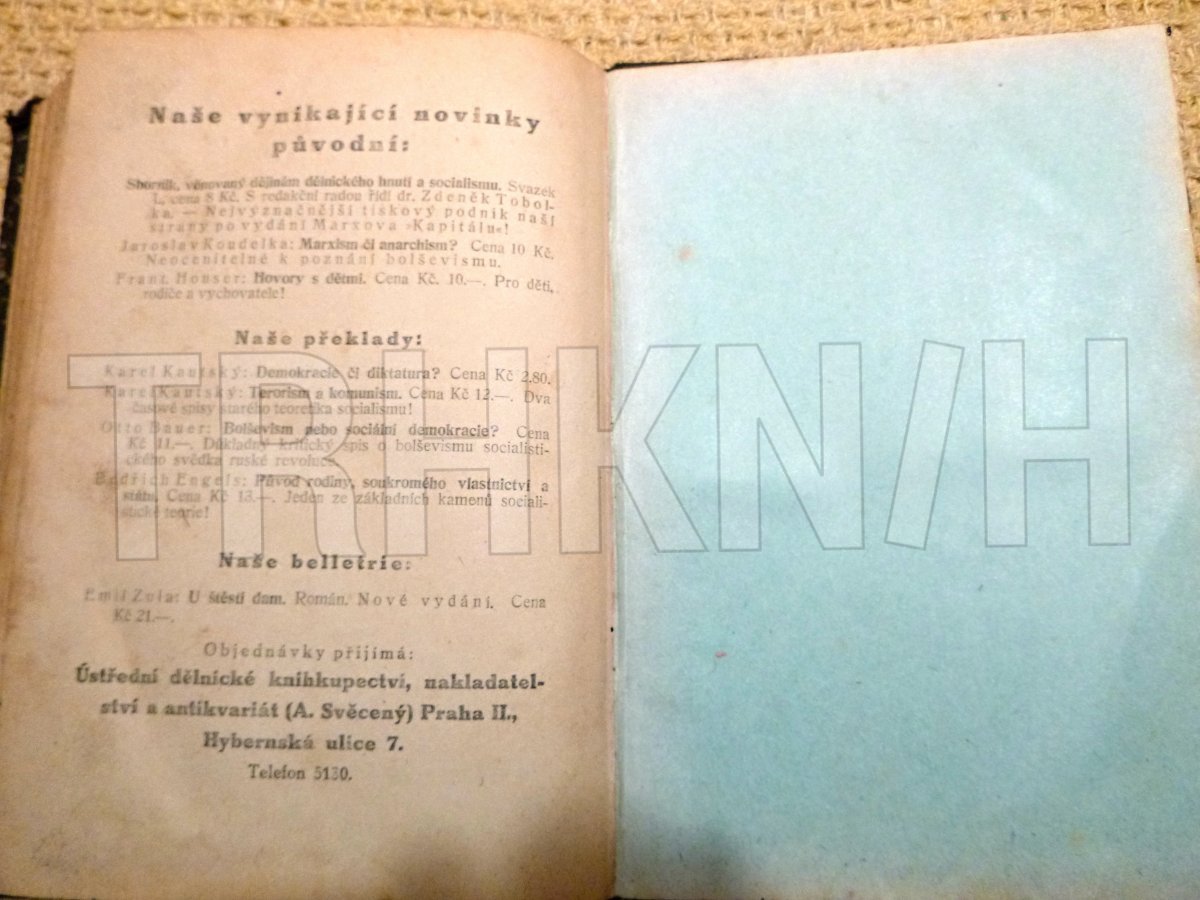 Naše vynikající novinky
původní:
Sborník, věnovaný dějinám dělnického hnutí a socialismu. Svazek
I., cena 8 Kč. S redakční radou řídí dr. Zdeněk Tobol-
ka. — Nejvýznačnější tiskový podnik naší
strany po vydání Marxova »Kapitálu«!
Jaroslav Koudelka: Marxism či anarchism? Cena 10 Kč.
Neocenitelné k poznání bolševismu.
Frant. Houser: Hovory s dětmi. Cena Kč. 10.—. Pro děti,
rodiče a vychovatele!
Naše překlady:
Karel Kautský: Demokracie či diktatura? Cena Kč 2.80.
Karel Kautský: Terorism a komunism. Cena Kč 12.—. Dva
časové spisy starého teoretika socialismu!
Otto Bauer: Bolševism nebo sociální demokracie? Cena
Kč 11.—. Důkladný kritický spis o bolševismu socialisti-
ckého svědka ruské revoluce.
Bedřich Engels: Původ rodiny, soukromého vlastnictví a
státu. Cena Kč 13.—. Jeden ze základních kamenů sociali-
stické teorie!
Naše belletrie:
Emil Zola: U štěstí dam. Román. Nové vydání. Cena
Kč 21.—.
Objednávky přijímá:
Ústřední dělnické knihkupectví, nakladatel-
ství a antikvariát (A. Svěcený) Praha II.,
Hybernská ulice 7.
Telefon 5130.
TRHKN/H